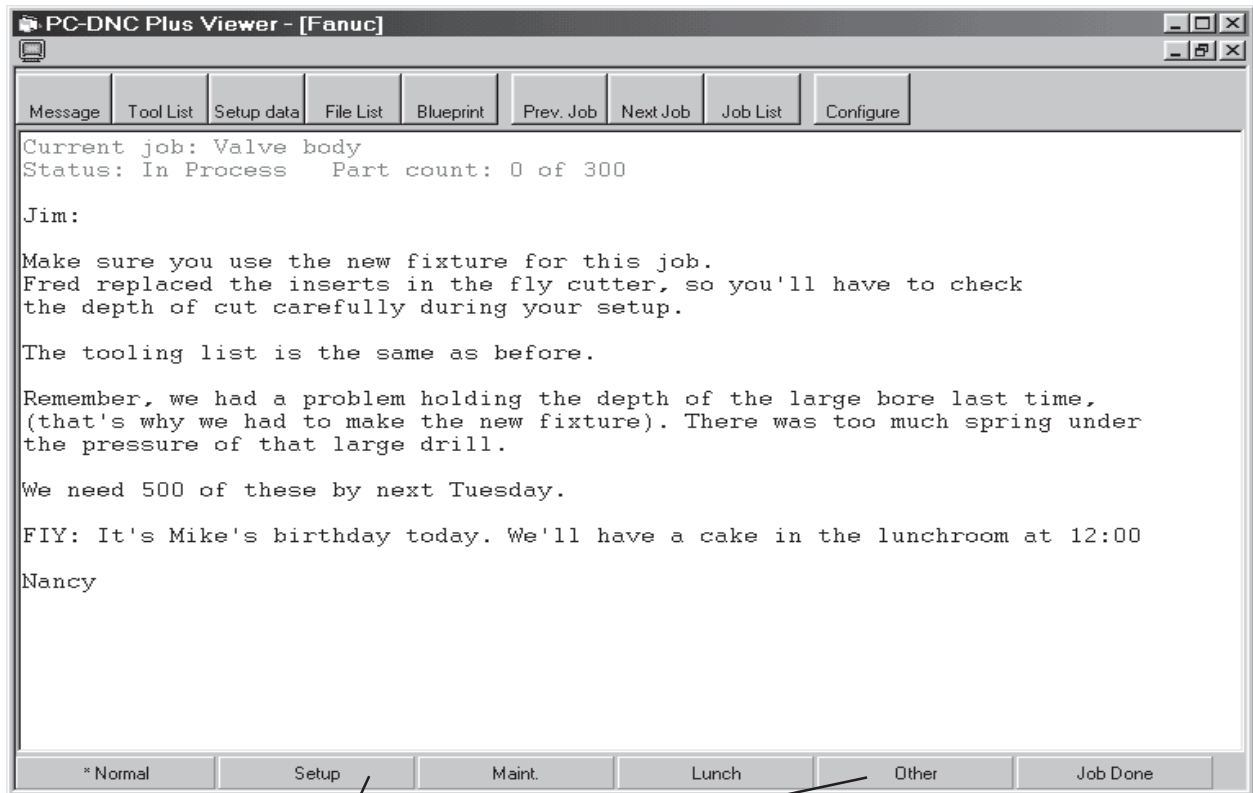 PC-DNC Plus Viewer - [Fanuc]
Message Tool List Setup data File List Blueprint Prev. Job Next Job Job List Configure
Current job: Valve body
Status: In Process Part count: 0 of 300
Jim:
Make sure you use the new fixture for this job.
Fred replaced the inserts in the fly cutter, so you'll have to check
the depth of cut carefully during your setup.
The tooling list is the same as before.
Remember, we had a problem holding the depth of the large bore last time,
(that's why we had to make the new fixture). There was too much spring under
the pressure of that large drill.
We need 500 of these by next Tuesday.
FIY: It's Mike's birthday today. We'll have a cake in the lunchroom at 12:00
Nancy
* Normal Setup Maint. Lunch Other Job Done